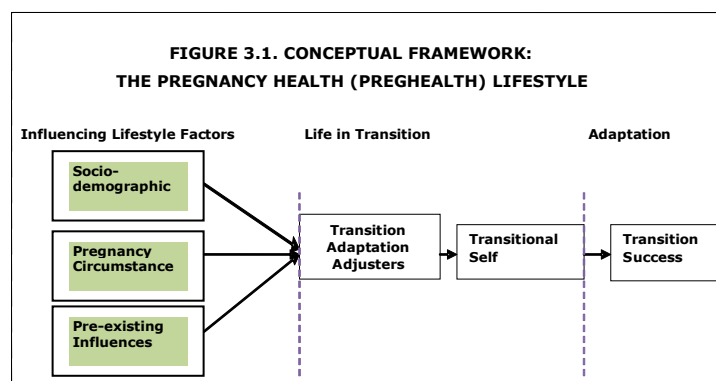 FIGURE 3.1. CONCEPTUAL FRAMEWORK:
THE PREGNANCY HEALTH (PREGHEALTH) LIFESTYLE
Influencing Lifestyle Factors
Life in Transition
Adaptation
Socio-
demographic
Pregnancy
Circumstance
Pre-existing
Influences
Transition
Adaptation
Adjusters
Transitional
Self
Transition
Success